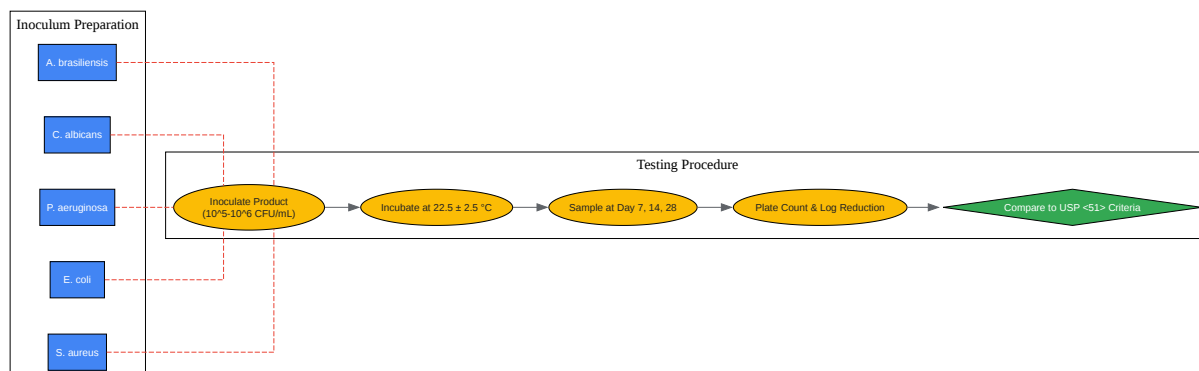 Inoculum Preparation
A. brasiliensis
C. albicans
P. aeruginosa
E. coli
S. aureus
Testing Procedure
Inoculate Product
(10^5-10^6 CFU/mL)
Incubate at 22.5 ± 2.5 °C
Sample at Day 7, 14, 28
Plate Count & Log Reduction
Compare to USP <51> Criteria